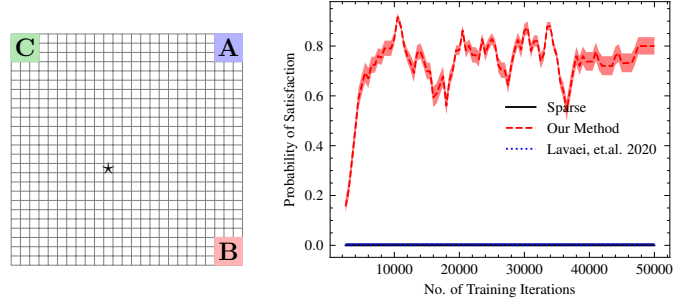 C
A
B
Probability of Satisfaction
0.8
0.6
0.4
0.2
0.0
Sparse
Our Method
Lavaei, et.al. 2020
10000 20000 30000 40000 50000
No. of Training Iterations